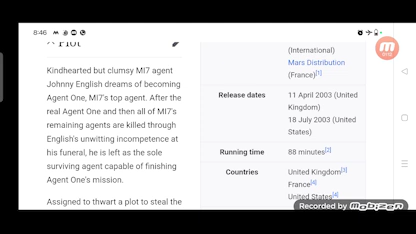 8:46
Plot
Kindhearted but clumsy MI7 agent
Johnny English dreams of becoming
Agent One, MI7's top agent. After the
real Agent One and then all of MI7's
remaining agents are killed through
English's unwitting incompetence at
his funeral, he is left as the sole
surviving agent capable of finishing
Agent One's mission.
Assigned to thwart a plot to steal the
(International)
Mars Distribution
(France)[1]
Release dates
11 April 2003 (United
Kingdom)
18 July 2003 (United
States)
Running time
88 minutes[2]
Countries
United Kingdom[3]
France[4]
United States[4]
Recorded by Mobizen